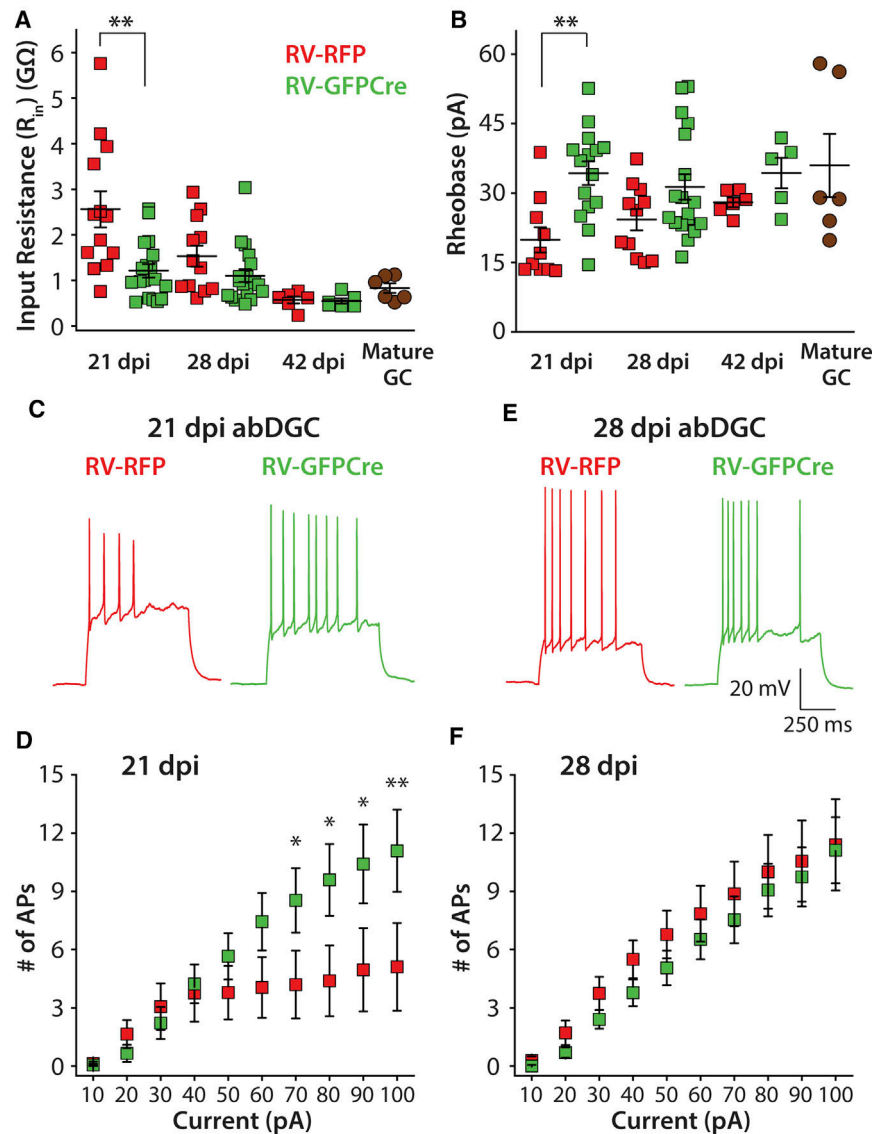 A
**
RV-RFP
RV-GFPCre
Input Resistance (Rin) (GΩ)
6
5
4
3
2
1
0
21 dpi
28 dpi
42 dpi
Mature
GC
B
**
Rheobase (pA)
60
45
30
15
0
21 dpi
28 dpi
42 dpi
Mature
GC
C
21 dpi abDGC
RV-RFP
RV-GFPCre
E
28 dpi abDGC
RV-RFP
RV-GFPCre
20 mV
250 ms
D
21 dpi
# of APs
15
12
9
6
3
0
*
*
*
**
10 20 30 40 50 60 70 80 90 100
Current (pA)
F
28 dpi
# of APs
15
12
9
6
3
0
10 20 30 40 50 60 70 80 90 100
Current (pA)